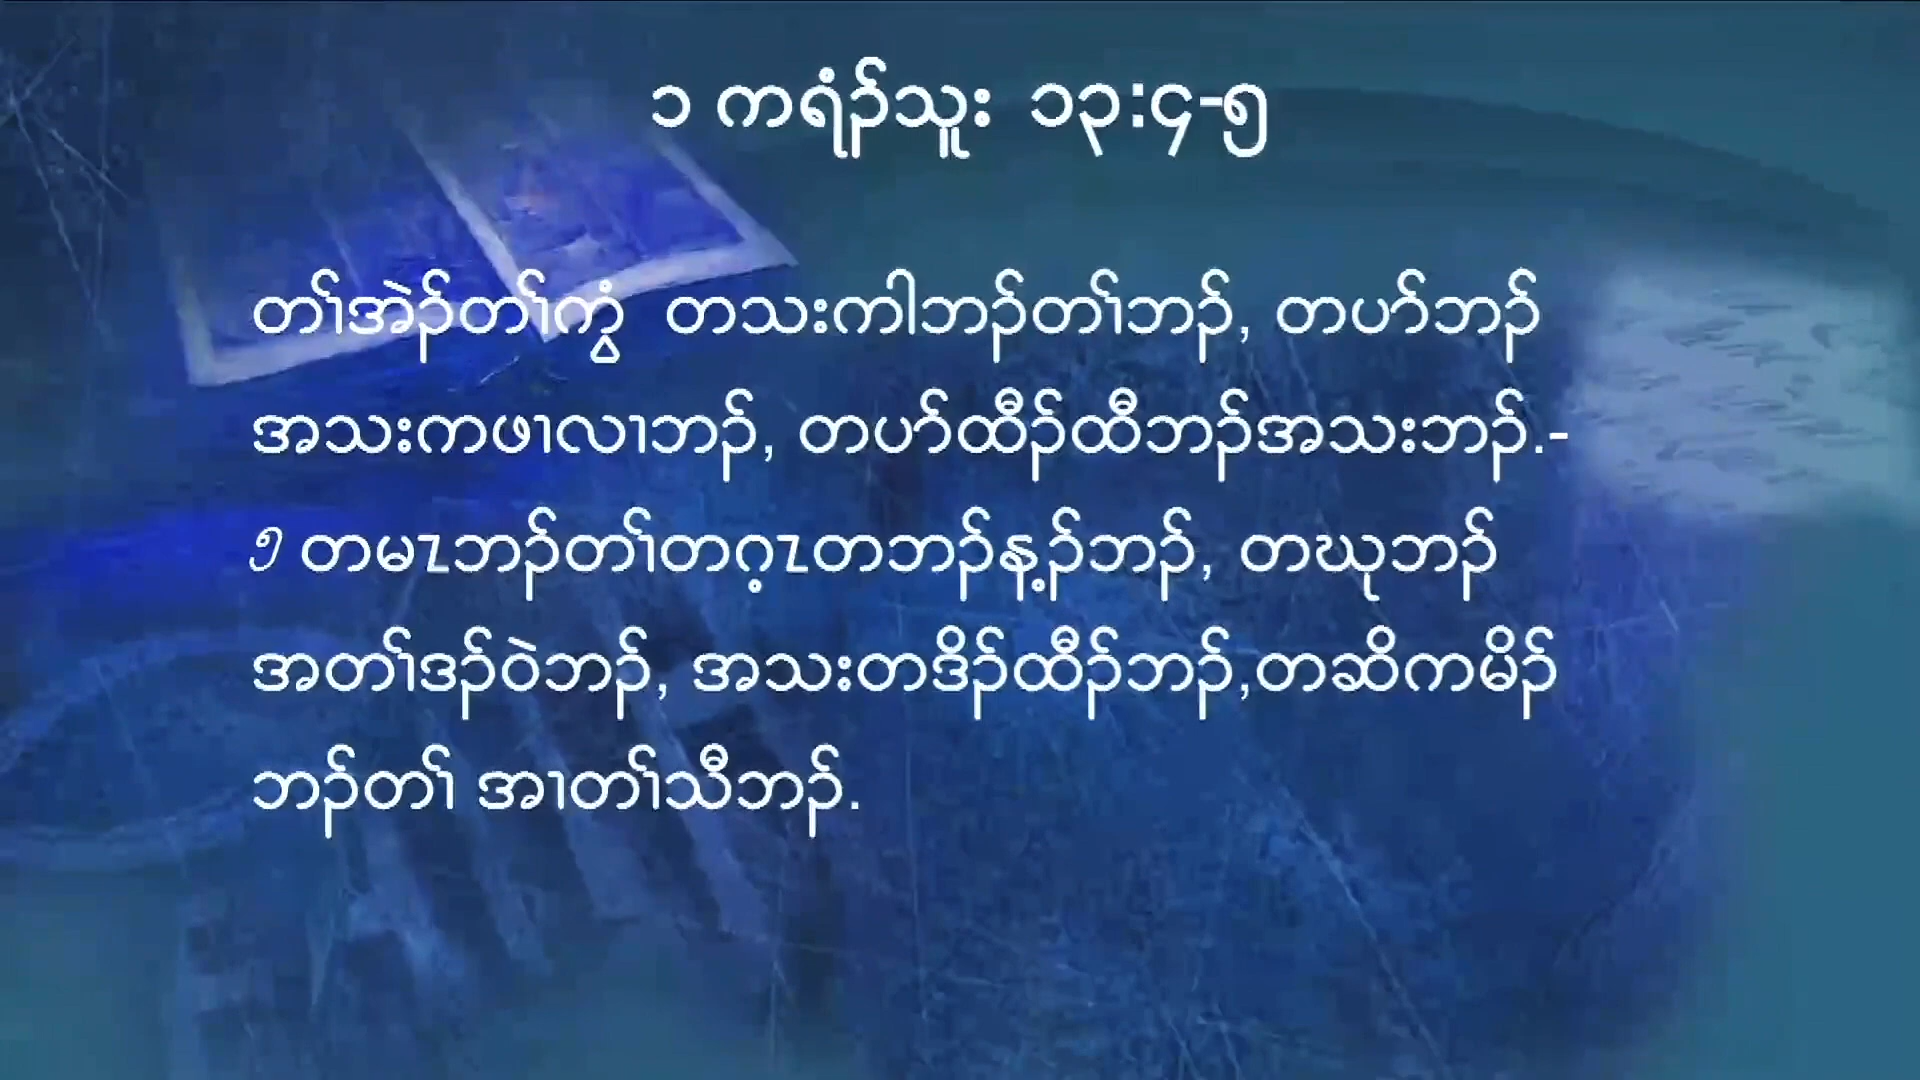 ၁ ကရံၣ်သူး ၁၃:၄-၅
တၢ်အဲၣ်တၢ်ကွံ တသးကါဘၣ်တၢ်ဘၣ်, တပာ်ဘၣ်
အသးကဖၢလၢဘၣ်, တပာ်ထီၣ်ထီဘၣ်အသးဘၣ်.-
၅ တမၤဘၣ်တၢ်တဂ့ၤတဘၣ်န့ၣ်ဘၣ်, တဃုဘၣ်
အတၢ်ဒၣ်ဝဲဘၣ်, အသးတဒိၣ်ထီၣ်ဘၣ်,တဆိကမိၣ်
ဘၣ်တၢ် အၢတၢ်သီဘၣ်.